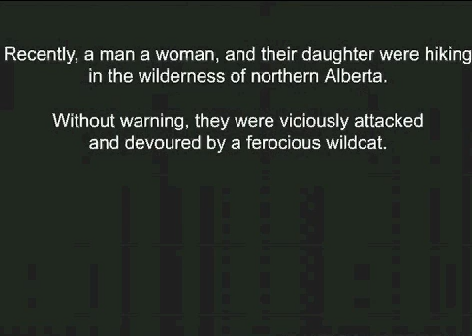 Recently, a man a woman, and their daughter were hiking
in the wilderness of northern Alberta.
Without warning, they were viciously attacked
and devoured by a ferocious wildcat.